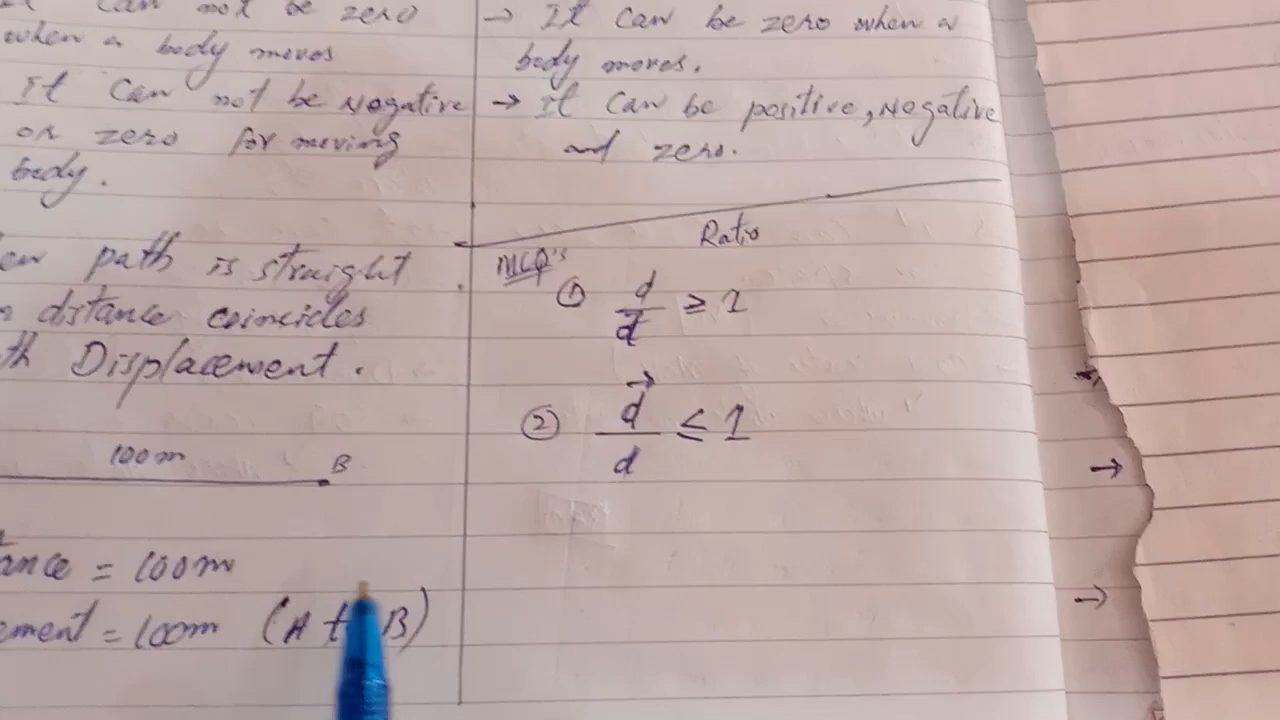 can not be zero
when a body moves
It can not be Negative
or zero for moving
body.
path is straight
distance coincides
Displacement.
100m B
= 100m
= 100m (A B)
→ It can be zero when a
body moves.
→ It can be positive, Negative
and zero.
Ratio
MCQ's
① d/d ≥ 1
② d⃗/d ≤ 1
→
→